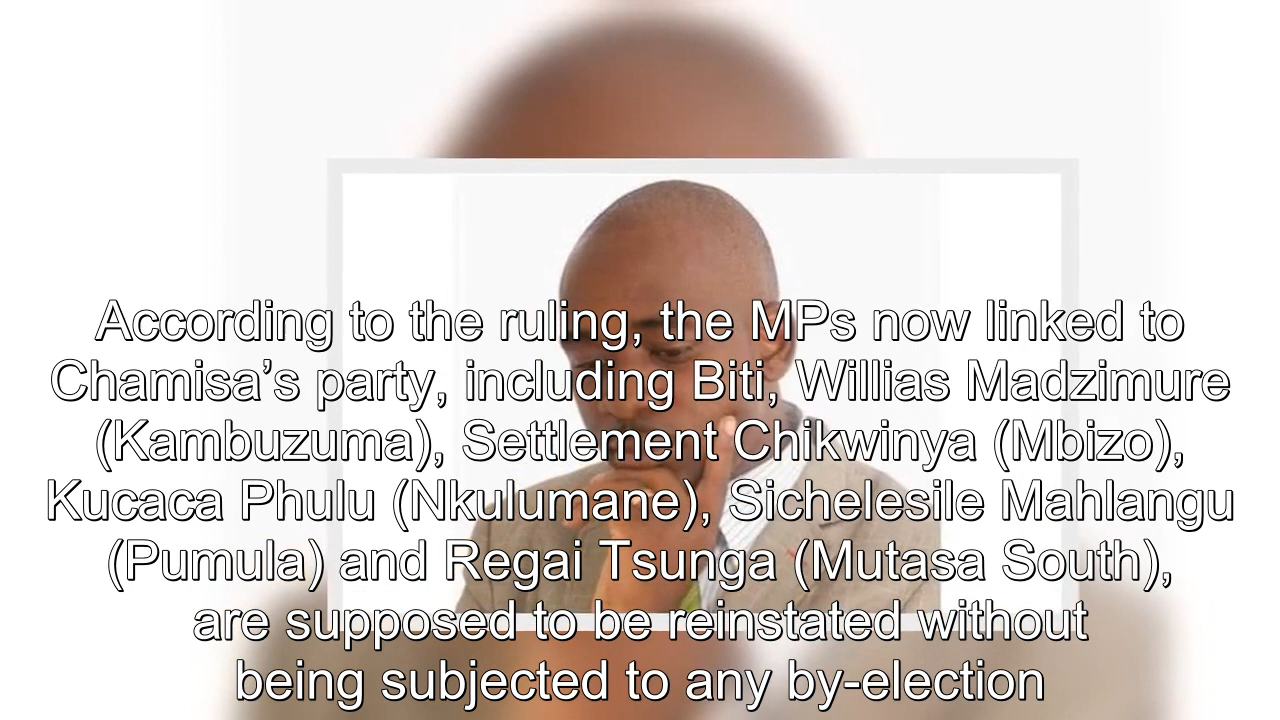 According to the ruling, the MPs now linked to
Chamisa’s party, including Biti, Willias Madzimure
(Kambuzuma), Settlement Chikwinya (Mbizo),
Kucaca Phulu (Nkulumane), Sichelesile Mahlangu
(Pumula) and Regai Tsunga (Mutasa South),
are supposed to be reinstated without
being subjected to any by-election